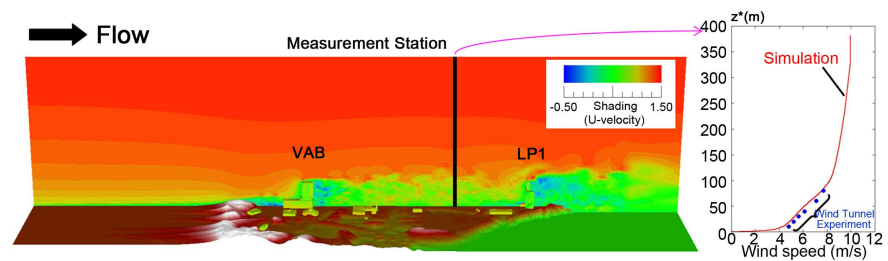 Flow
Measurement Station
VAB
LP1
-0.50 Shading 1.50
(U-velocity)
z*(m)
400
350
300
250
200
150
100
50
0
Simulation
Wind Tunnel
Experiment
0 2 4 6 8 10 12
Wind speed (m/s)